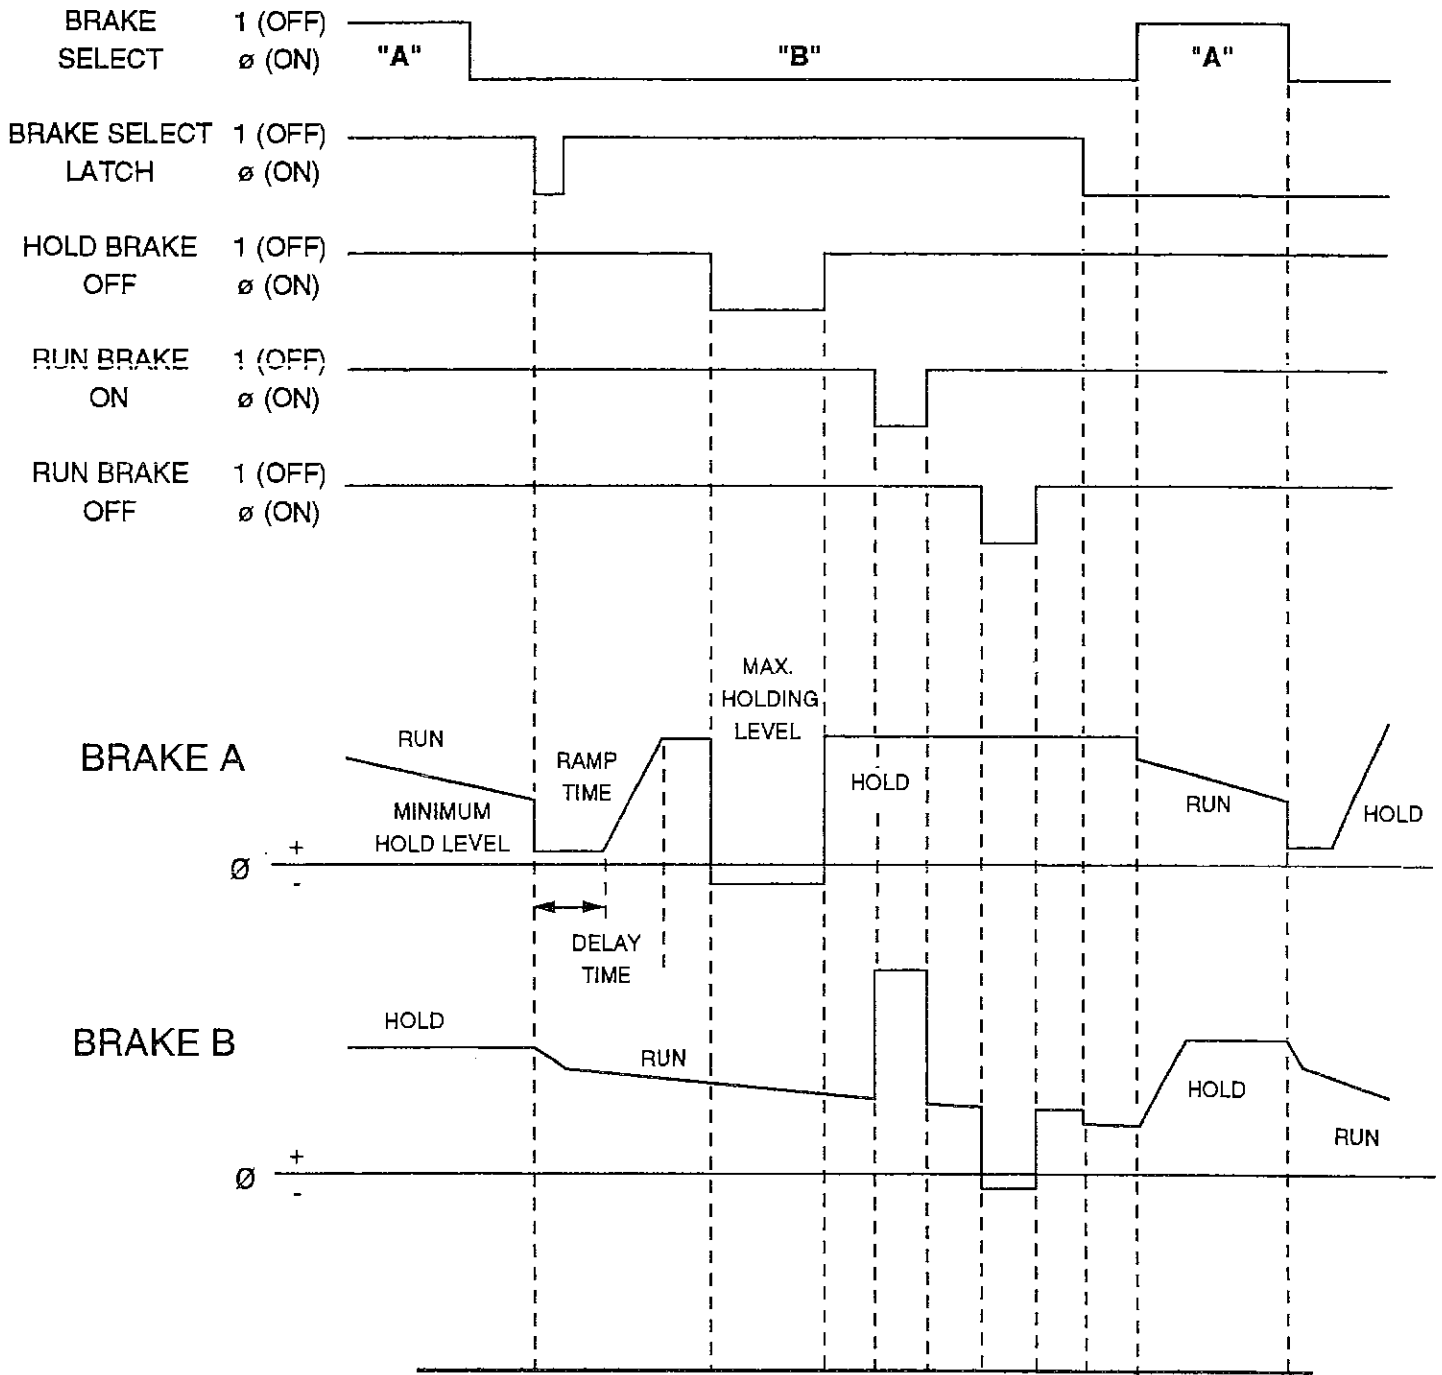 BRAKE 1 (OFF)
SELECT ø (ON)
"A" "B" "A"
BRAKE SELECT 1 (OFF)
LATCH ø (ON)
HOLD BRAKE 1 (OFF)
OFF ø (ON)
RUN BRAKE 1 (OFF)
ON ø (ON)
RUN BRAKE 1 (OFF)
OFF ø (ON)
BRAKE A
RUN
MINIMUM
HOLD LEVEL
RAMP
TIME
MAX.
HOLDING
LEVEL
HOLD
RUN
HOLD
+
Ø
-
DELAY
TIME
BRAKE B
HOLD
RUN
HOLD
RUN
+
Ø
-